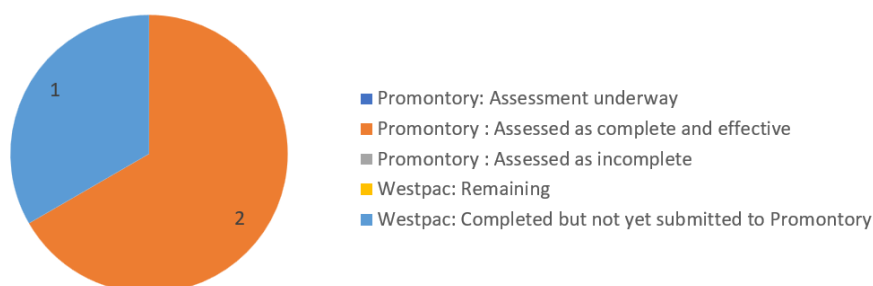 1
2
Promontory: Assessment underway
Promontory : Assessed as complete and effective
Promontory : Assessed as incomplete
Westpac: Remaining
Westpac: Completed but not yet submitted to Promontory